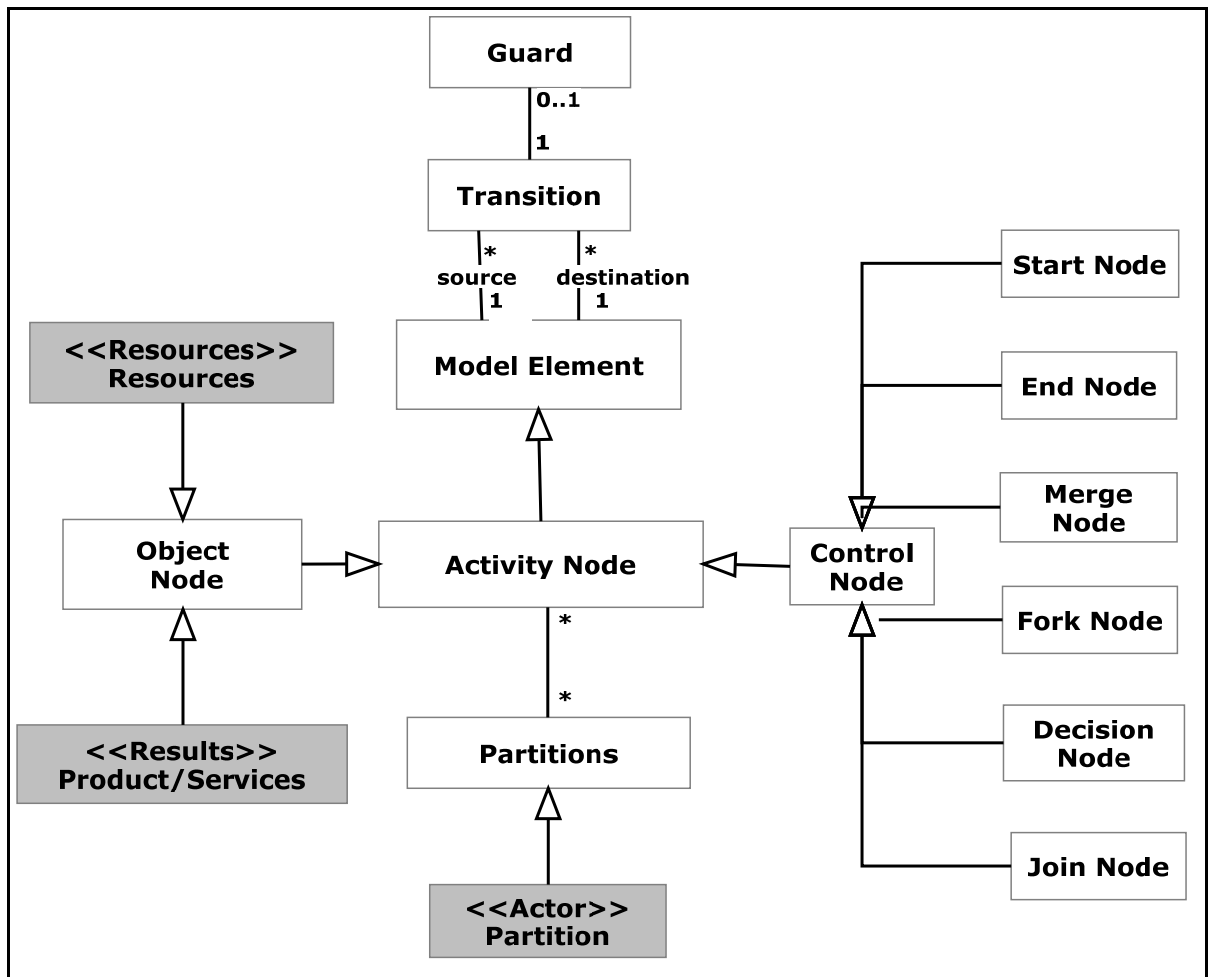 Guard
0..1
1
Transition
* *
source destination
1 1
Model Element
<<Resources>>
Resources
Start Node
End Node
Merge
Node
Object
Node
Activity Node
Control
Node
Fork Node
*
*
<<Results>>
Product/Services
Partitions
Decision
Node
<<Actor>>
Partition
Join Node